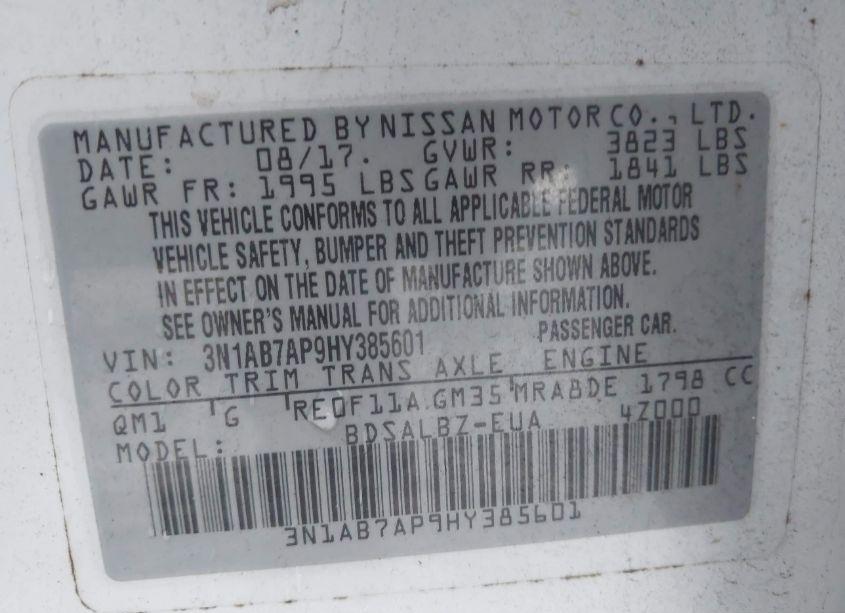 MANUFACTURED BY NISSAN MOTOR CO., LTD.
DATE: 08/17. GVWR: 3823 LBS
GAWR FR: 1995 LBS GAWR RR: 1841 LBS
THIS VEHICLE CONFORMS TO ALL APPLICABLE FEDERAL MOTOR
VEHICLE SAFETY, BUMPER AND THEFT PREVENTION STANDARDS
IN EFFECT ON THE DATE OF MANUFACTURE SHOWN ABOVE.
SEE OWNER'S MANUAL FOR ADDITIONAL INFORMATION.
VIN: 3N1AB7AP9HY385601 PASSENGER CAR.
COLOR TRIM TRANS AXLE ENGINE
QM1 G RE0F11A.GM35 MRA8DE 1798 CC
MODEL: BDSALBZ-EUA 4Z000
3N1AB7AP9HY385601